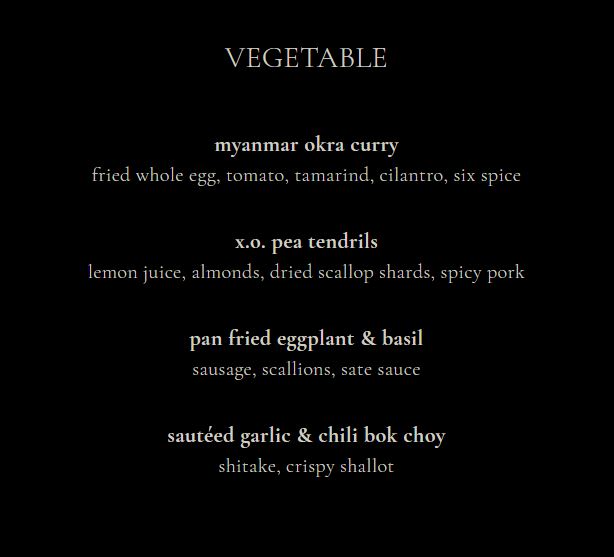 VEGETABLE
myanmar okra curry
fried whole egg, tomato, tamarind, cilantro, six spice
x.o. pea tendrils
lemon juice, almonds, dried scallop shards, spicy pork
pan fried eggplant & basil
sausage, scallions, sate sauce
sautéed garlic & chili bok choy
shitake, crispy shallot